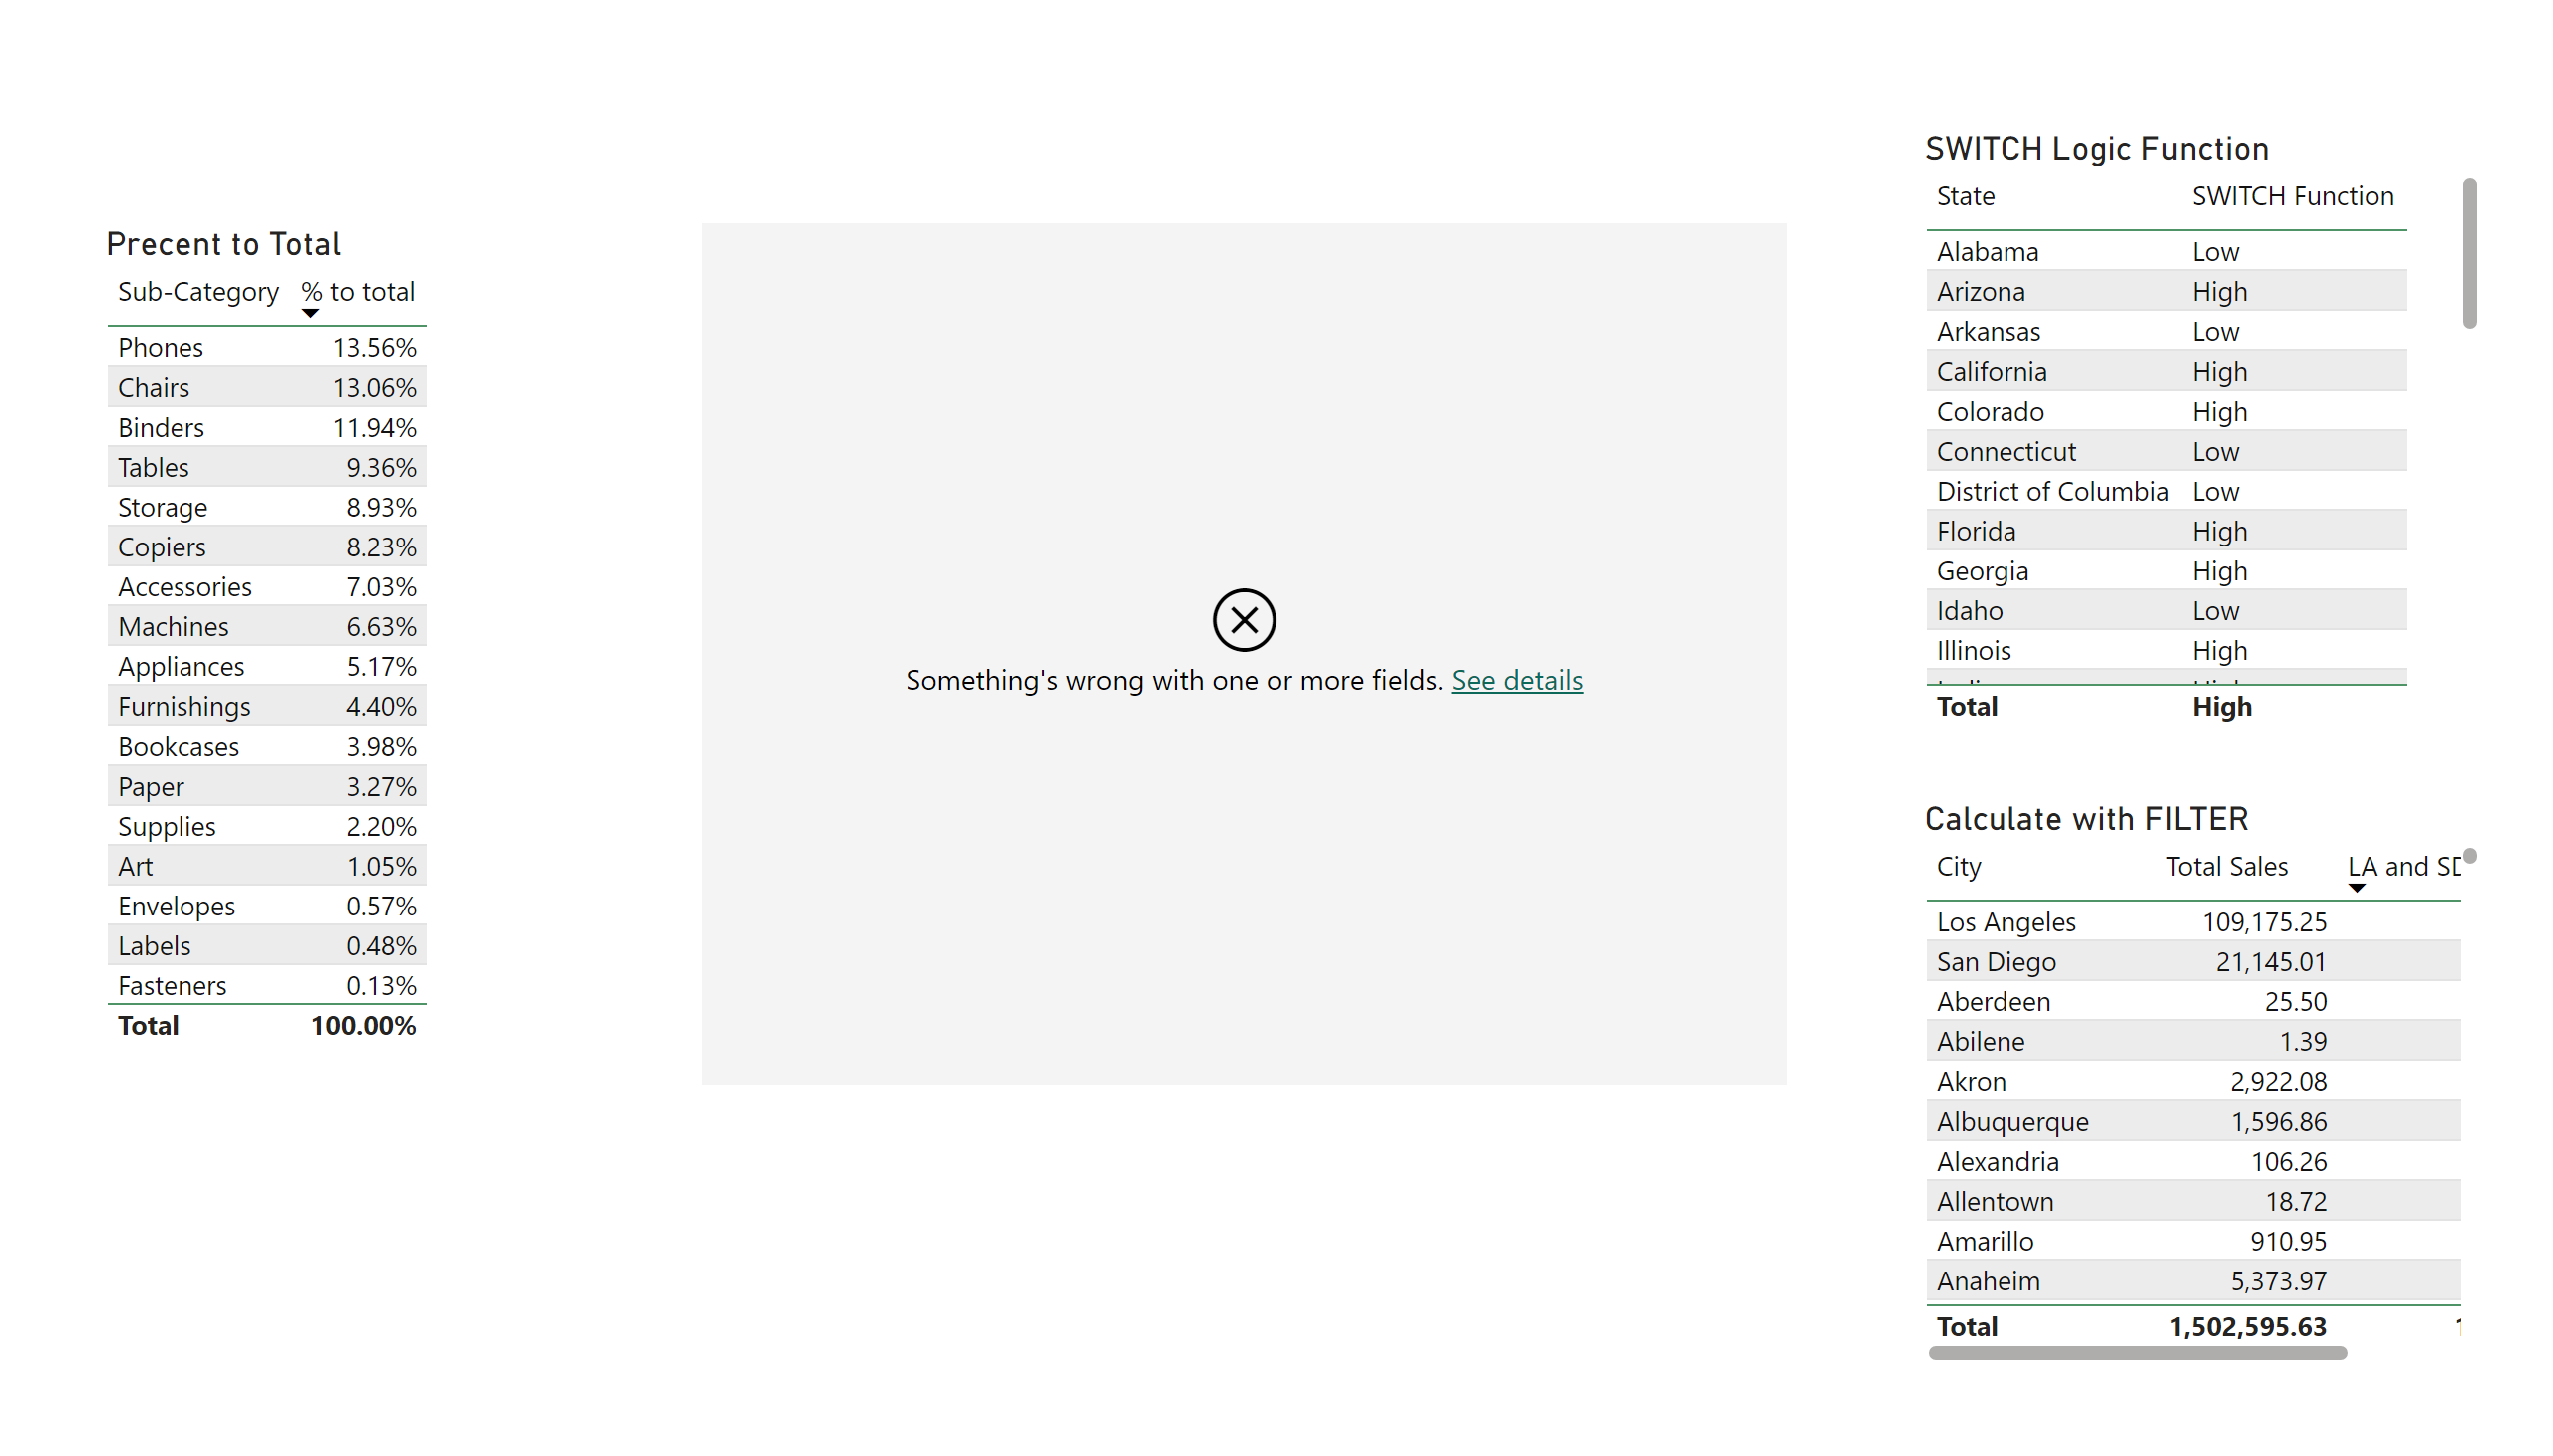 Precent to Total
Sub-Category % to total
Phones 13.56%
Chairs 13.06%
Binders 11.94%
Tables 9.36%
Storage 8.93%
Copiers 8.23%
Accessories 7.03%
Machines 6.63%
Appliances 5.17%
Furnishings 4.40%
Bookcases 3.98%
Paper 3.27%
Supplies 2.20%
Art 1.05%
Envelopes 0.57%
Labels 0.48%
Fasteners 0.13%
Total 100.00%
Something's wrong with one or more fields. See details
SWITCH Logic Function
State SWITCH Function
Alabama Low
Arizona High
Arkansas Low
California High
Colorado High
Connecticut Low
District of Columbia Low
Florida High
Georgia High
Idaho Low
Illinois High
Total High
Calculate with FILTER
City Total Sales LA and
Los Angeles 109,175.25
San Diego 21,145.01
Aberdeen 25.50
Abilene 1.39
Akron 2,922.08
Albuquerque 1,596.86
Alexandria 106.26
Allentown 18.72
Amarillo 910.95
Anaheim 5,373.97
Total 1,502,595.63